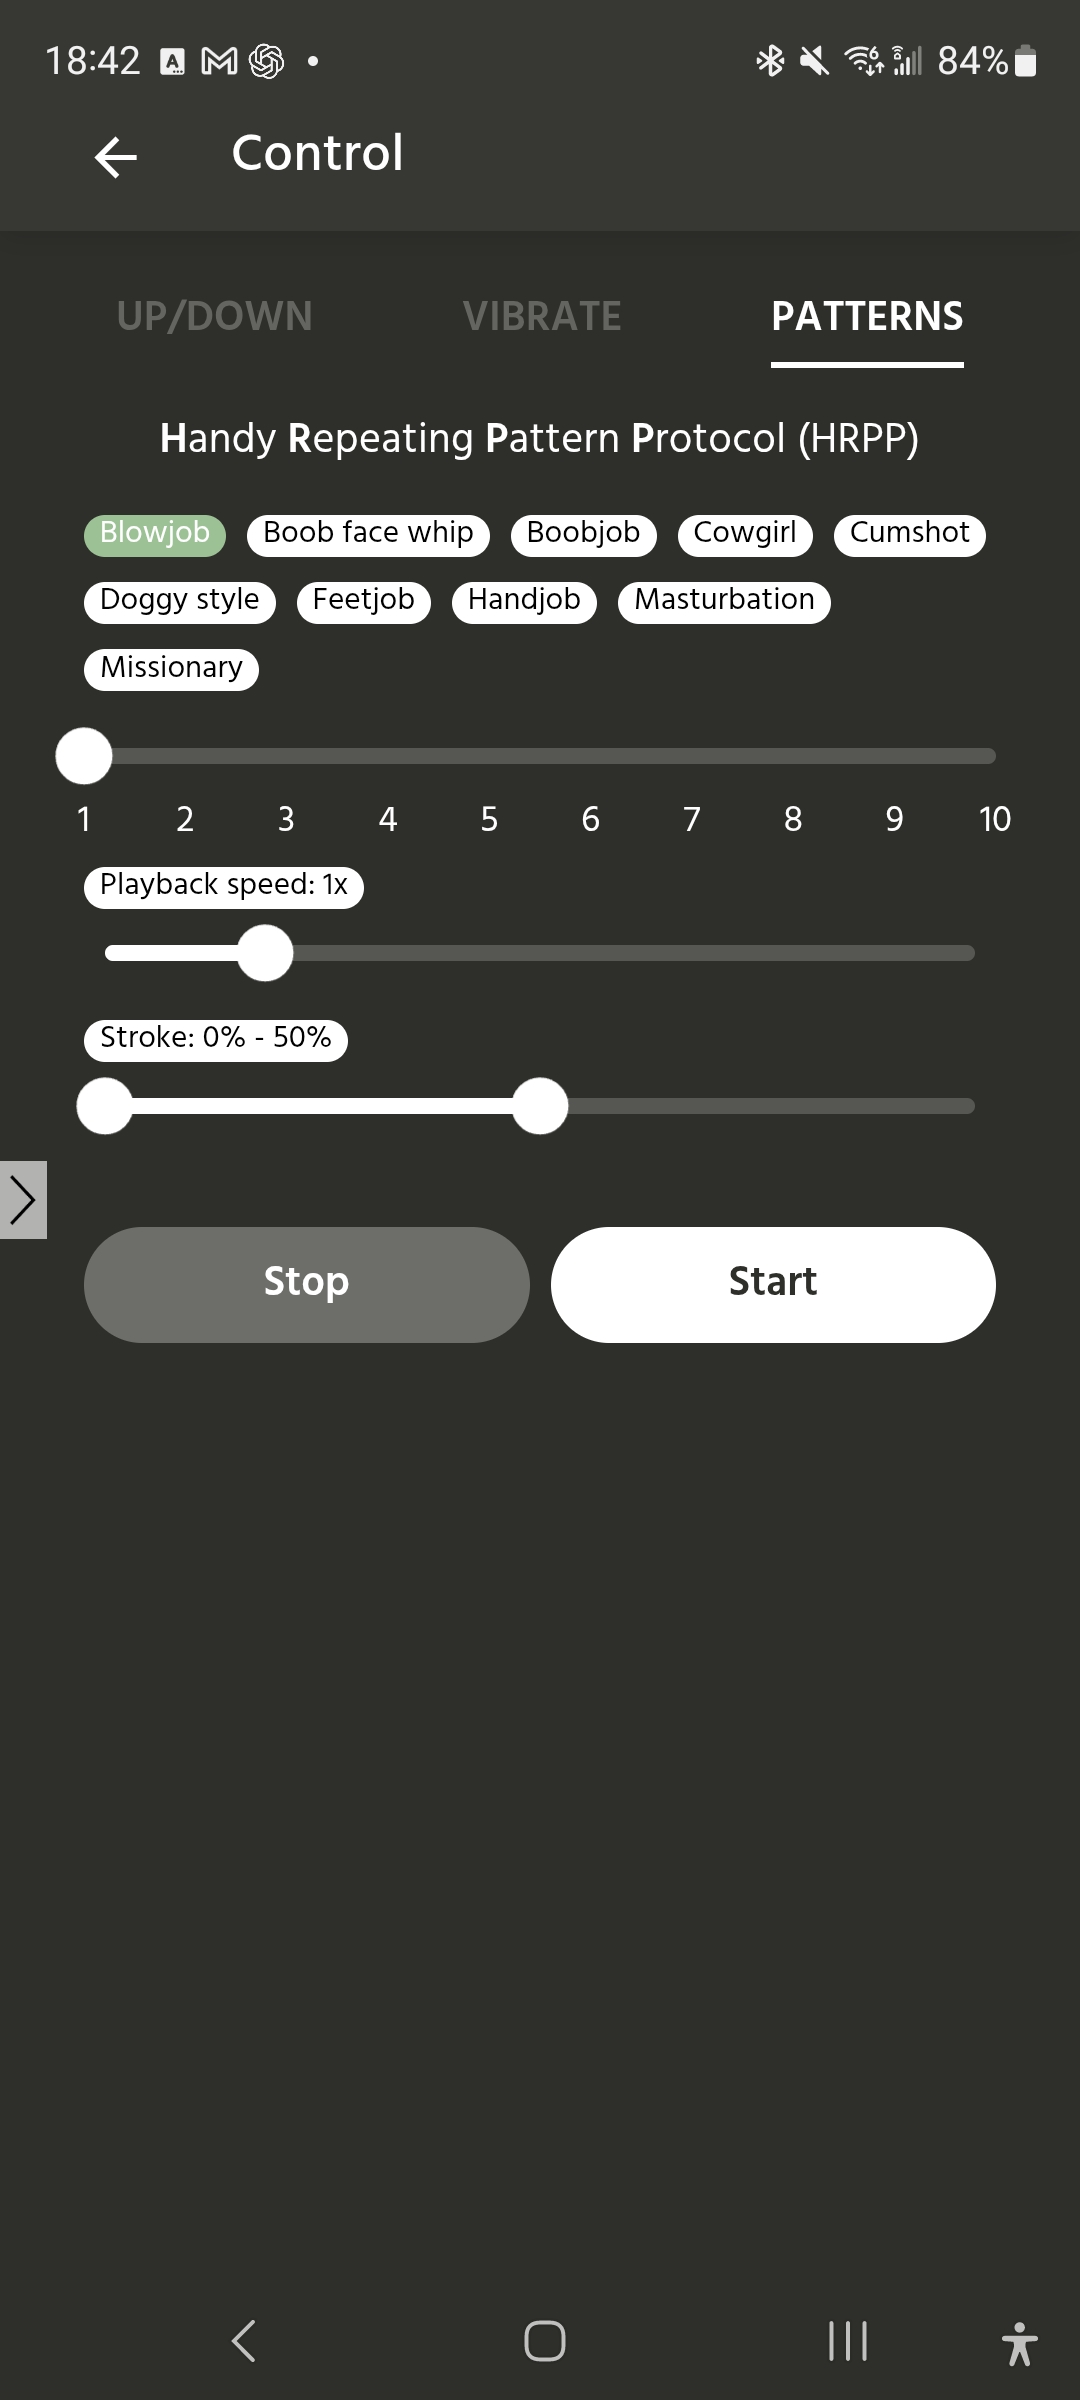 18:42 84%
Control
UP/DOWN VIBRATE PATTERNS
Handy Repeating Pattern Protocol (HRPP)
Blowjob Boob face whip Boobjob Cowgirl Cumshot
Doggy style Feetjob Handjob Masturbation
Missionary
1 2 3 4 5 6 7 8 9 10
Playback speed: 1x
Stroke: 0% - 50%
Stop Start